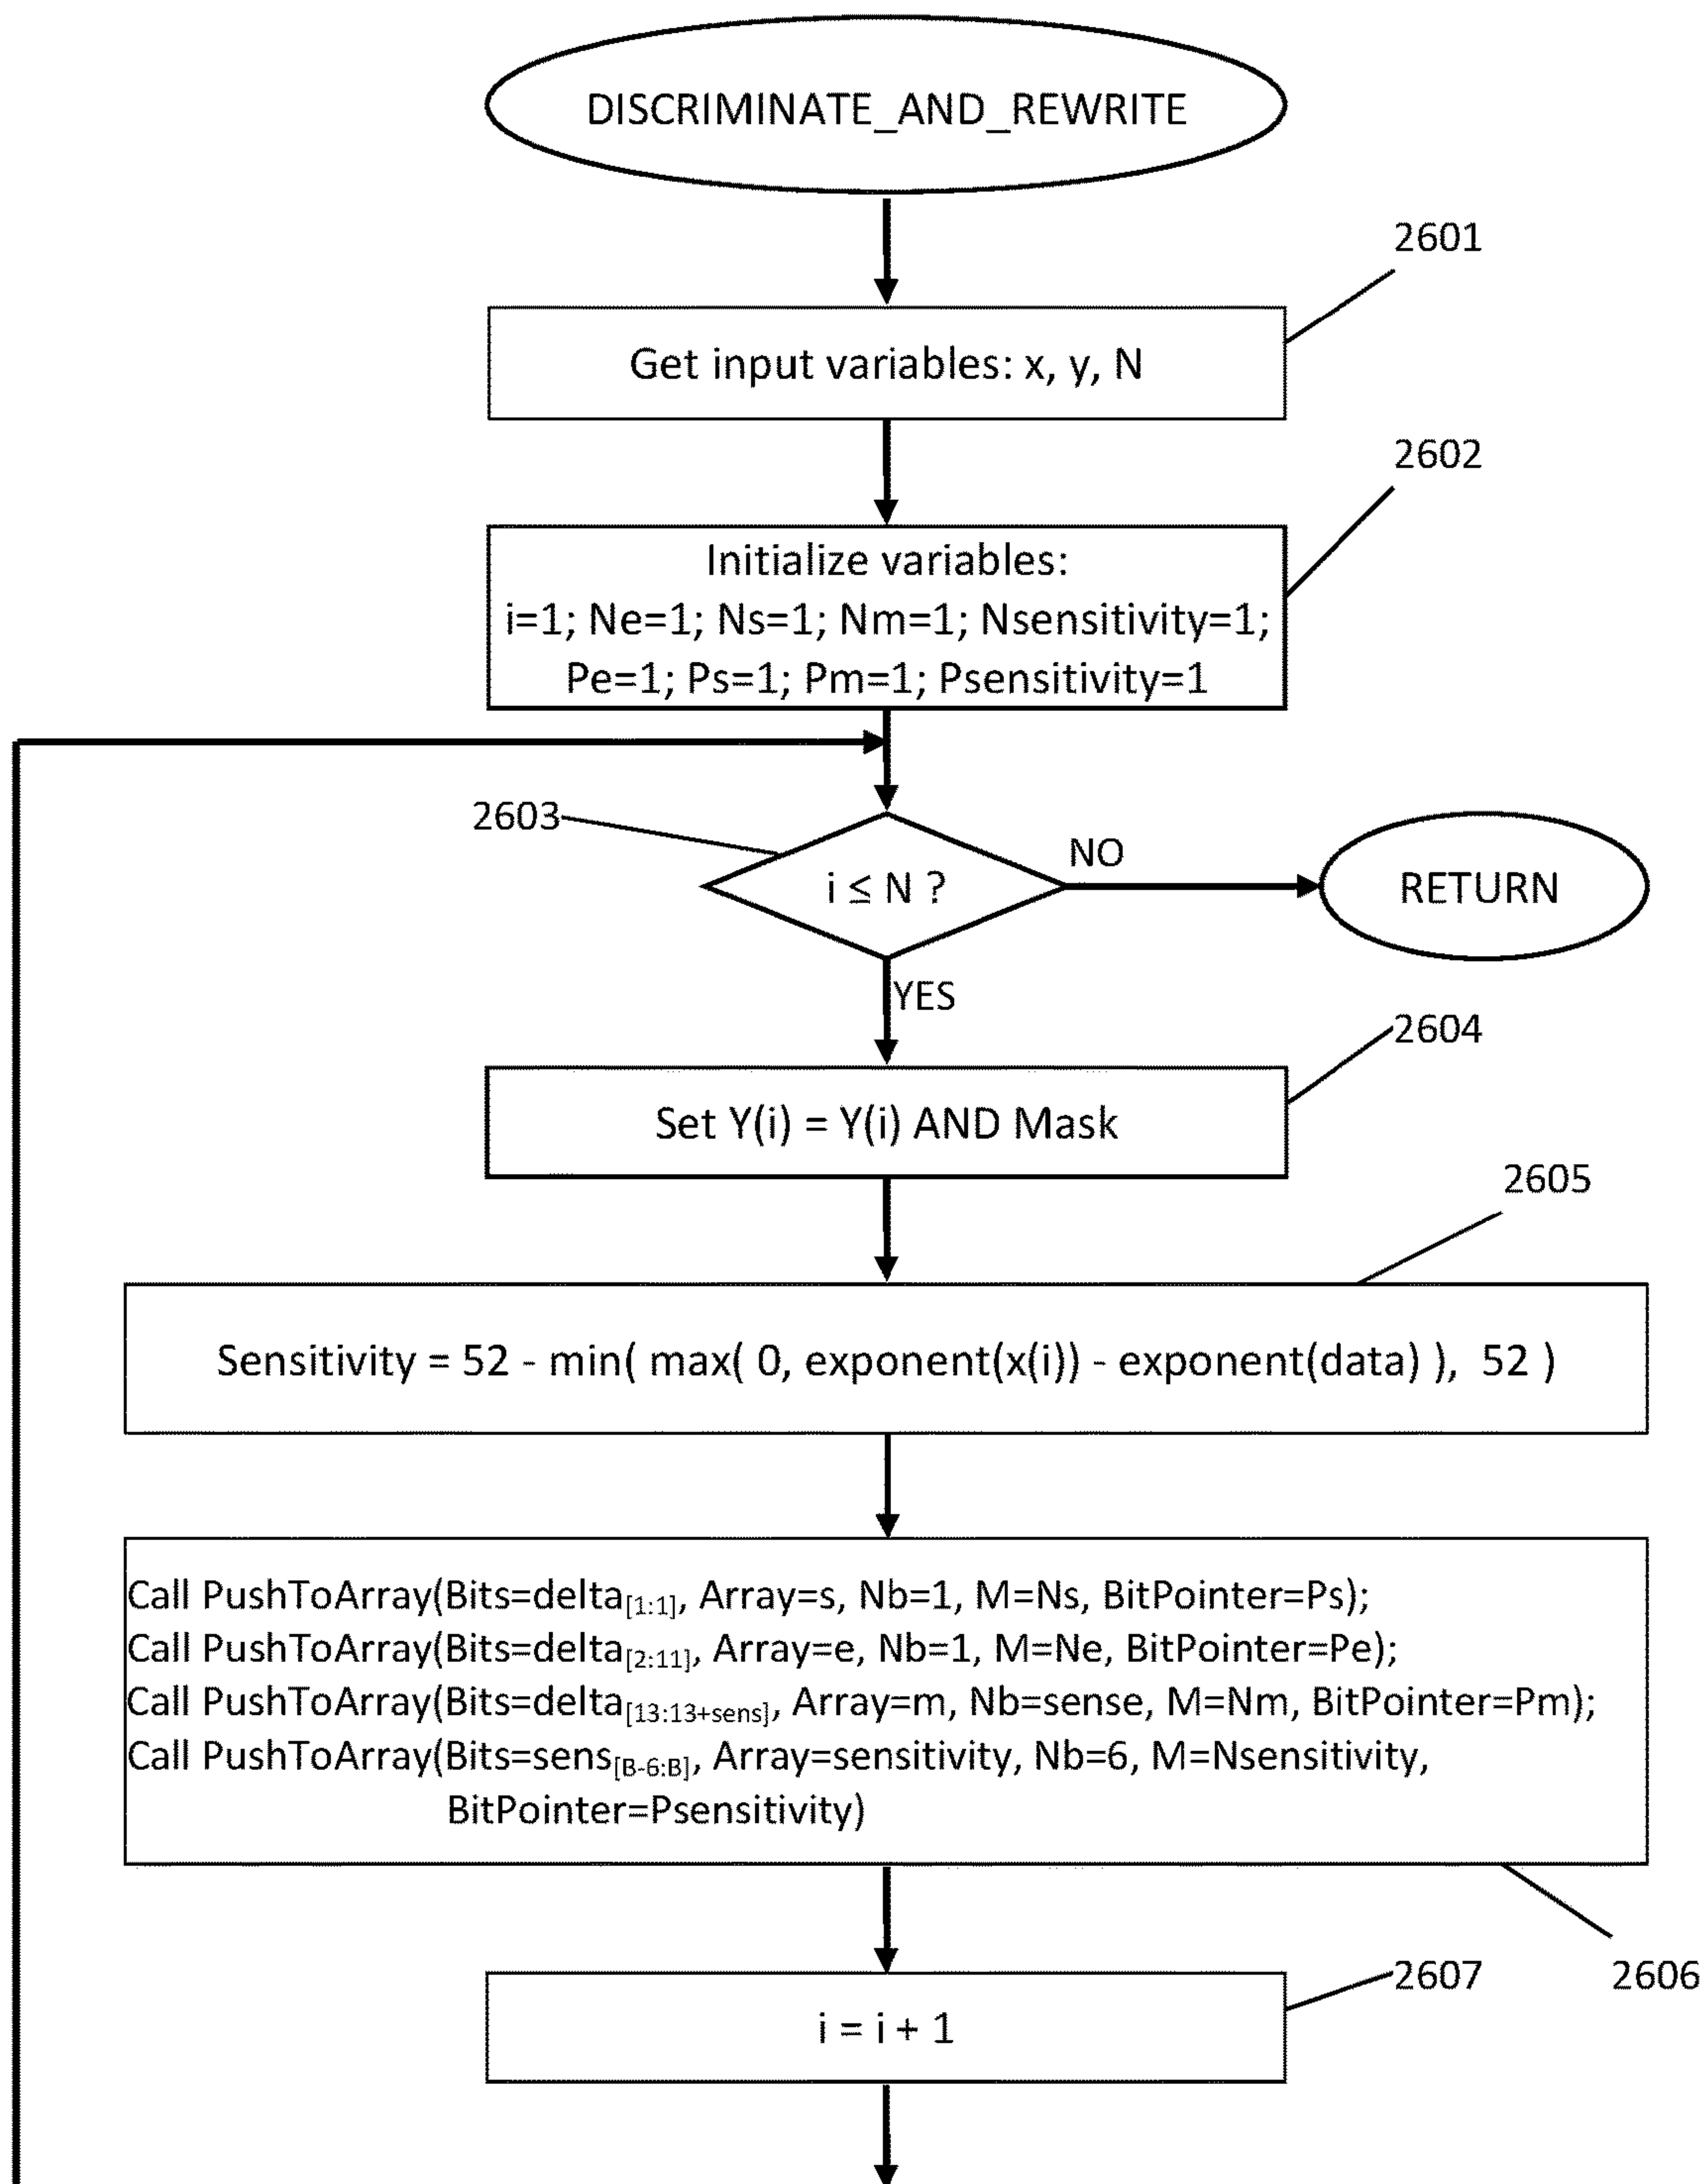 DISCRIMINATE_AND_REWRITE
2601
Get input variables: x, y, N
2602
Initialize variables:
i=1; Ne=1; Ns=1; Nm=1; Nsensitivity=1;
Pe=1; Ps=1; Pm=1; Psensitivity=1
2603
i ≤ N ?
NO
RETURN
YES
2604
Set Y(i) = Y(i) AND Mask
2605
Sensitivity = 52 - min( max( 0, exponent(x(i)) - exponent(data) ), 52 )
Call PushToArray(Bits=delta[1:1], Array=s, Nb=1, M=Ns, BitPointer=Ps);
Call PushToArray(Bits=delta[2:11], Array=e, Nb=1, M=Ne, BitPointer=Pe);
Call PushToArray(Bits=delta[13:13+sens], Array=m, Nb=sense, M=Nm, BitPointer=Pm);
Call PushToArray(Bits=sens[B-6:B], Array=sensitivity, Nb=6, M=Nsensitivity,
BitPointer=Psensitivity)
2606
2607
i = i + 1